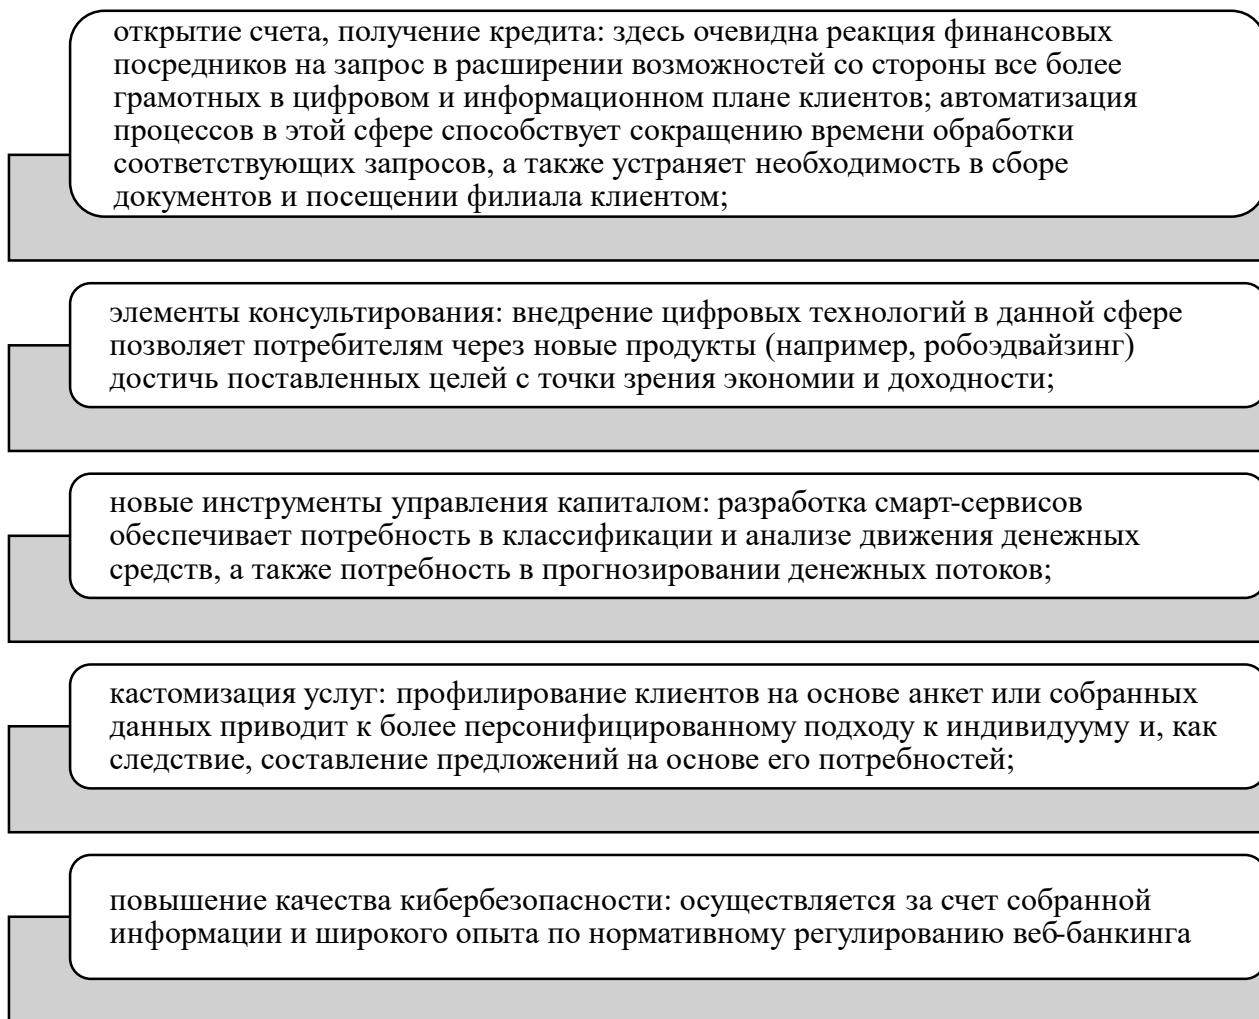 открытие счета, получение кредита: здесь очевидна реакция финансовых
посредников на запрос в расширении возможностей со стороны все более
грамотных в цифровом и информационном плане клиентов; автоматизация
процессов в этой сфере способствует сокращению времени обработки
соответствующих запросов, а также устраняет необходимость в сборе
документов и посещении филиала клиентом;
элементы консультирования: внедрение цифровых технологий в данной сфере
позволяет потребителям через новые продукты (например, робоэдвайзинг)
достичь поставленных целей с точки зрения экономии и доходности;
новые инструменты управления капиталом: разработка смарт-сервисов
обеспечивает потребность в классификации и анализе движения денежных
средств, а также потребность в прогнозировании денежных потоков;
кастомизация услуг: профилирование клиентов на основе анкет или собранных
данных приводит к более персонифицированному подходу к индивидууму и, как
следствие, составление предложений на основе его потребностей;
повышение качества кибербезопасности: осуществляется за счет собранной
информации и широкого опыта по нормативному регулированию веб-банкинга